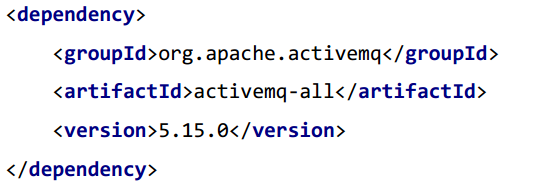 <dependency>
    <groupId>org.apache.activemq</groupId>
    <artifactId>activemq-all</artifactId>
    <version>5.15.0</version>
</dependency>